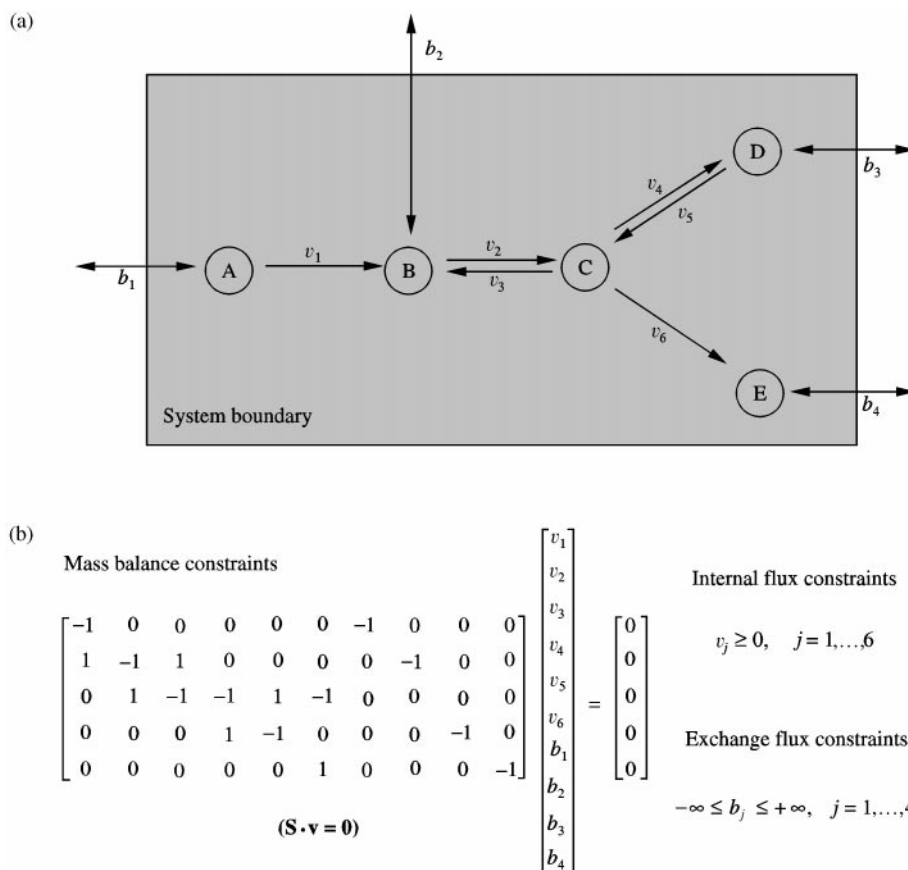 (a)
b₂
D
b₃
v₄
v₅
v₁
v₂
A
B
C
b₁
v₃
v₆
E
b₄
System boundary
(b)
Mass balance constraints
Internal flux constraints
-1 0 0 0 0 0 -1 0 0 0
1 -1 1 0 0 0 0 -1 0 0
0 1 -1 -1 1 -1 0 0 0 0
0 0 0 1 -1 0 0 0 -1 0
0 0 0 0 0 1 0 0 0 -1
v₁
v₂
v₃
v₄
v₅
v₆
b₁
b₂
b₃
b₄
=
0
0
0
0
0
v_j ≥ 0, j = 1,...,6
Exchange flux constraints
-∞ ≤ b_j ≤ +∞, j = 1,...,
(S·v = 0)